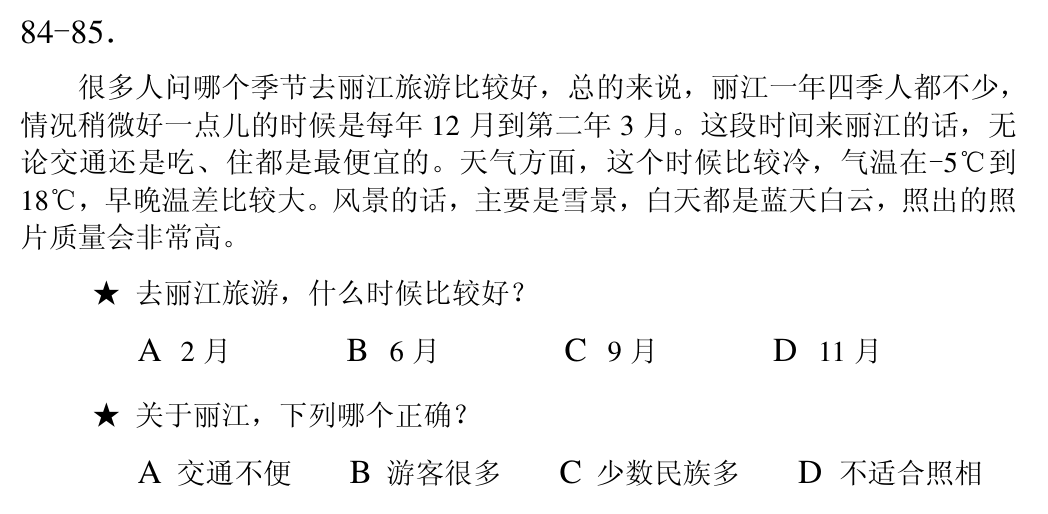 84-85.
很多人问哪个季节去丽江旅游比较好，总的来说，丽江一年四季人都不少，
情况稍微好一点儿的时候是每年 12 月到第二年 3 月。这段时间来丽江的话，无
论交通还是吃、住都是最便宜的。天气方面，这个时候比较冷，气温在-5℃到
18℃，早晚温差比较大。风景的话，主要是雪景，白天都是蓝天白云，照出的照
片质量会非常高。
★ 去丽江旅游，什么时候比较好？
A 2 月 B 6 月 C 9 月 D 11 月
★ 关于丽江，下列哪个正确？
A 交通不便 B 游客很多 C 少数民族多 D 不适合照相